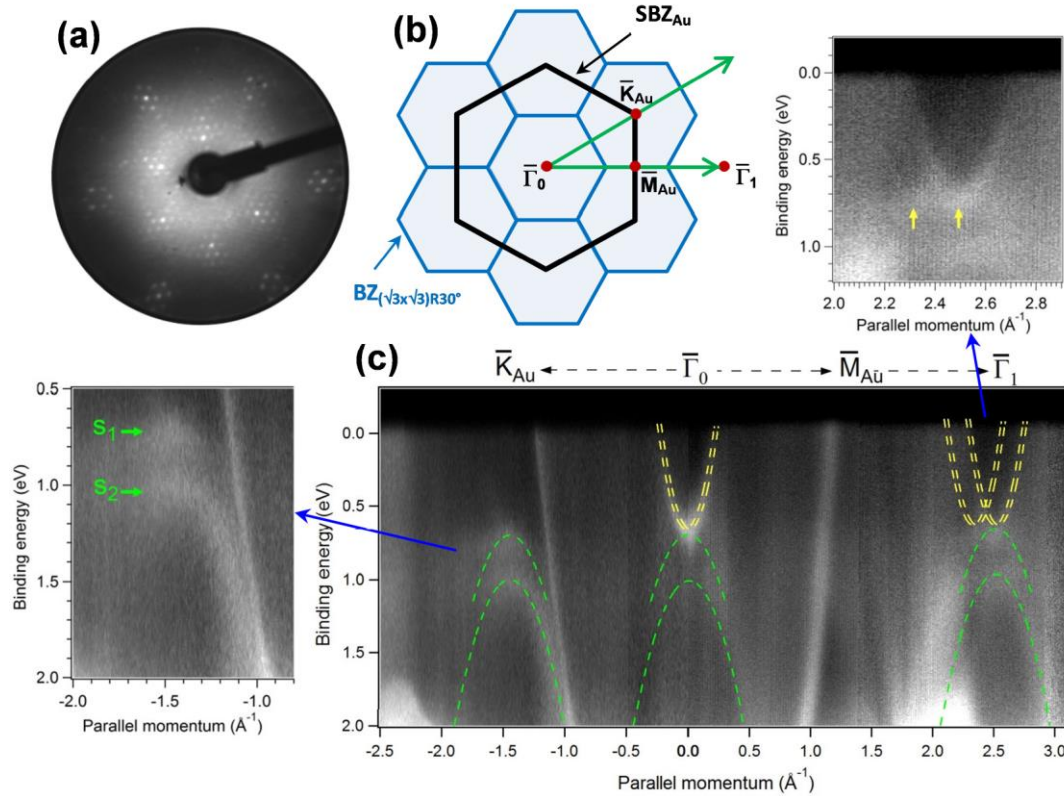 (a)
(b)
SBZAu
K̅Au
Γ̅0
M̅Au
Γ̅1
BZ(√3x√3)R30°
Binding energy (eV)
0.0
0.5
1.0
2.0 2.2 2.4 2.6 2.8
Parallel momentum (Å-1)
Binding energy (eV)
0.5
1.0
1.5
2.0
S1
S2
-2.0 -1.5 -1.0
Parallel momentum (Å-1)
(c)
K̅Au Γ̅0 M̅Au Γ̅1
Binding energy (eV)
0.0
0.5
1.0
1.5
2.0
-2.5 -2.0 -1.5 -1.0 -0.5 0.0 0.5 1.0 1.5 2.0 2.5 3.0
Parallel momentum (Å-1)